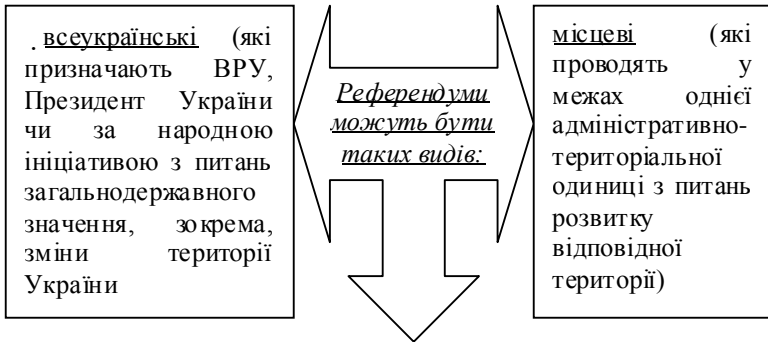 . всеукраїнські (які
призначають ВРУ,
Президент України
чи за народною
ініціативою з питань
загальнодержавного
значення, зокрема,
зміни території
України
Референдуми
можуть бути
таких видів:
місцеві (які
проводять у
межах однієї
адміністративно-
територіальної
одиниці з питань
розвитку
відповідної
території)